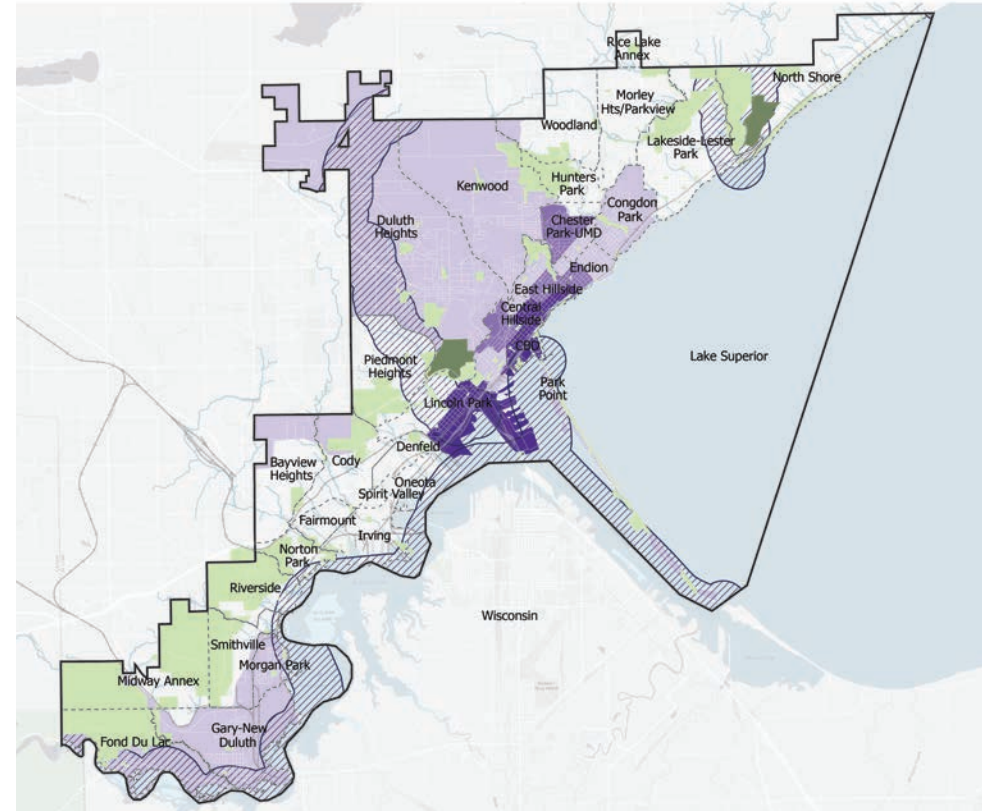 Rice Lake
Annex
North Shore
Morley
Hts/Parkview
Woodland
Lakeside-Lester
Park
Hunters
Park
Kenwood
Congdon
Park
Duluth
Heights
Chester
Park-UMD
Endion
East Hillside
Central
Hillside
CBD
Lake Superior
Piedmont
Heights
Park
Point
Lincoln Park
Denfeld
Bayview
Heights
Cody
Oneota
Spirit Valley
Fairmount
Irving
Norton
Park
Riverside
Wisconsin
Smithville
Morgan Park
Midway Annex
Gary-New
Duluth
Fond Du Lac